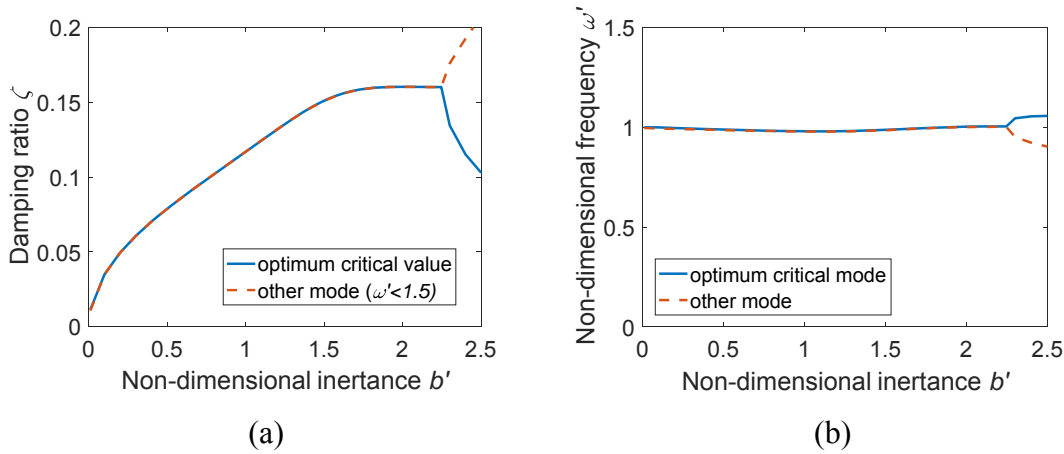 0.2
0.15
0.1
0.05
0
Damping ratio ζ
optimum critical value
other mode (ω'<1.5)
0 0.5 1 1.5 2 2.5
Non-dimensional inertance b'
(a)
1.5
1
0.5
0
Non-dimensional frequency ω'
optimum critical mode
other mode
0 0.5 1 1.5 2 2.5
Non-dimensional inertance b'
(b)